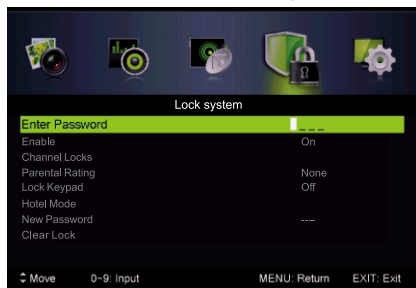 Lock system
Enter Password _ _ _
Enable On
Channel Locks
Parental Rating None
Lock Keypad Off
Hotel Mode
New Password ----
Clear Lock
Move 0~9: Input MENU: Return EXIT: Exit